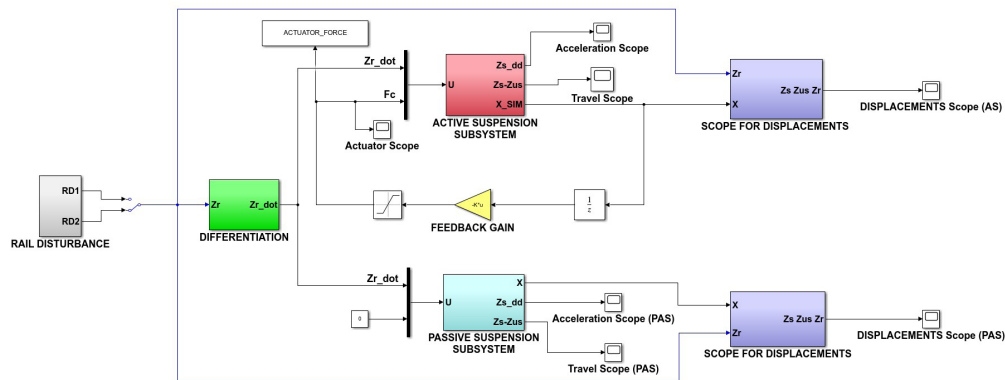 ACTUATOR_FORCE
Acceleration Scope
Zr_dot
Fc
U
Zs_dd
Zs-Zus
X_SIM
Travel Scope
ACTIVE SUSPENSION
SUBSYSTEM
Actuator Scope
Zr
X
Zs Zus Zr
SCOPE FOR DISPLACEMENTS
DISPLACEMENTS Scope (AS)
RD1
RD2
RAIL DISTURBANCE
Zr
Zr_dot
DIFFERENTIATION
-K*u
FEEDBACK GAIN
1
z
Zr_dot
0
U
X
Zs_dd
Zs-Zus
PASSIVE SUSPENSION
SUBSYSTEM
Acceleration Scope (PAS)
Travel Scope (PAS)
X
Zr
Zs Zus Zr
SCOPE FOR DISPLACEMENTS
DISPLACEMENTS Scope (PAS)